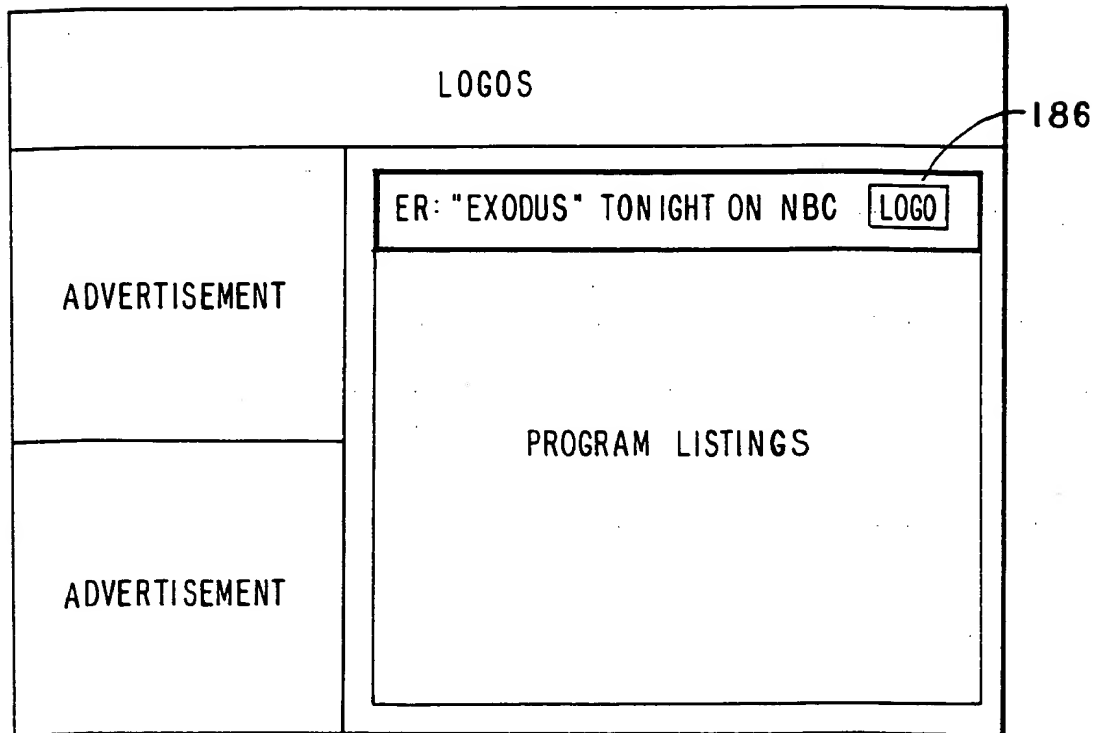 LOGOS
186
ER: "EXODUS" TONIGHT ON NBC LOGO
ADVERTISEMENT
PROGRAM LISTINGS
ADVERTISEMENT